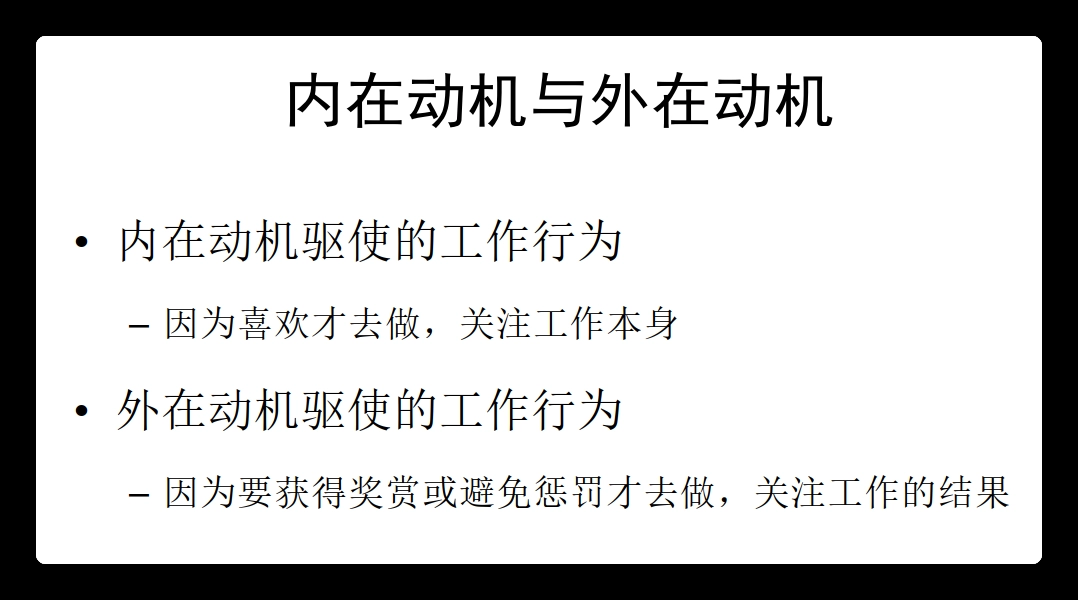 内在动机与外在动机
• 内在动机驱使的工作行为
– 因为喜欢才去做，关注工作本身
• 外在动机驱使的工作行为
– 因为要获得奖赏或避免惩罚才去做，关注工作的结果